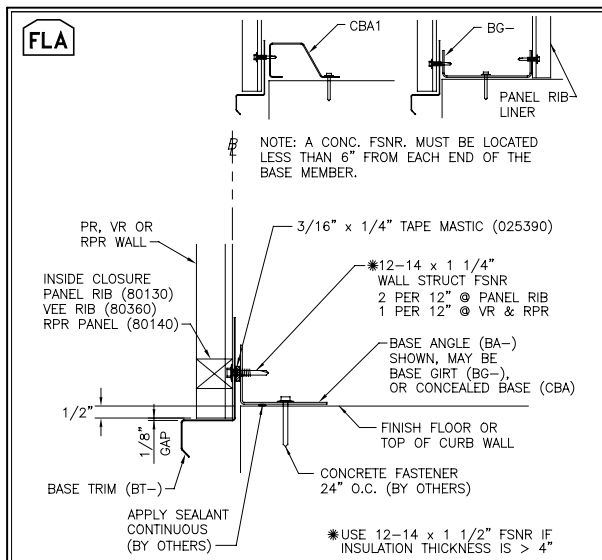 FLA
CBA1
BG-
PANEL RIB
LINER
℄
NOTE: A CONC. FSNR. MUST BE LOCATED
LESS THAN 6" FROM EACH END OF THE
BASE MEMBER.
PR, VR OR
RPR WALL
3/16" x 1/4" TAPE MASTIC (025390)
INSIDE CLOSURE
PANEL RIB (80130)
VEE RIB (80360)
RPR PANEL (80140)
✱12-14 x 1 1/4"
WALL STRUCT FSNR
2 PER 12" @ PANEL RIB
1 PER 12" @ VR & RPR
BASE ANGLE (BA-)
SHOWN, MAY BE
BASE GIRT (BG-),
OR CONCEALED BASE (CBA)
1/2"
1/8"
GAP
FINISH FLOOR OR
TOP OF CURB WALL
BASE TRIM (BT-)
CONCRETE FASTENER
24" O.C. (BY OTHERS)
APPLY SEALANT
CONTINUOUS
(BY OTHERS)
✱USE 12-14 x 1 1/2" FSNR IF
INSULATION THICKNESS IS > 4"